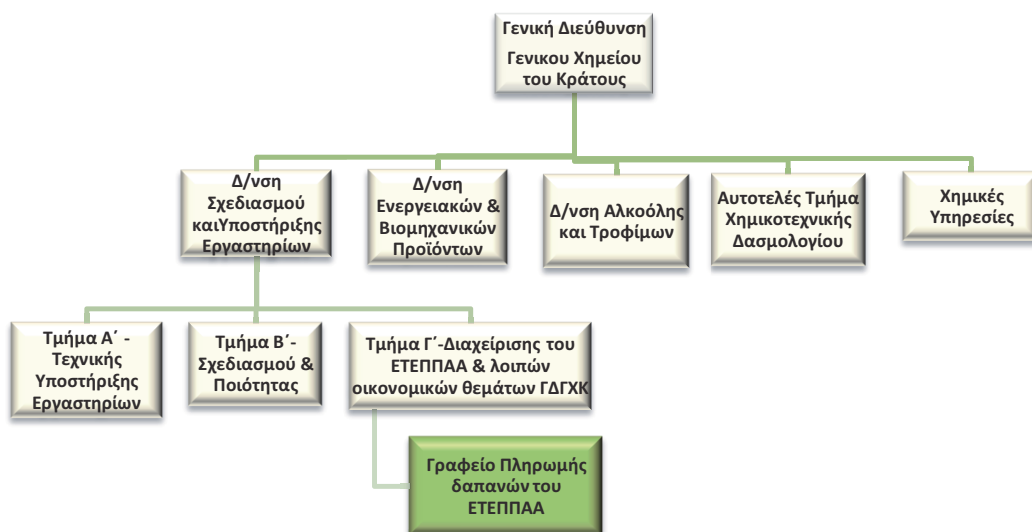 Γενική Διεύθυνση
Γενικου Χημείου
του Κράτους
Δ/νση
Σχεδιασμού
καιΥποστήριξης
Εργαστηρίων
Δ/νση
Ενεργειακών &
Βιομηχανικών
Προϊόντων
Δ/νση Αλκοόλης
και Τροφίμων
Αυτοτελές Τμήμα
Χημικοτεχνικής
Δασμολογίου
Χημικές
Υπηρεσίες
Τμήμα Α΄ -
Τεχνικής
Υποστήριξης
Εργαστηρίων
Τμήμα Β΄-
Σχεδιασμού &
Ποιότητας
Τμήμα Γ΄-Διαχείρισης του
ΕΤΕΠΠΑΑ & λοιπών
οικονομικών θεμάτων ΓΔΓΧΚ
Γραφείο Πληρωμής
δαπανών του
ΕΤΕΠΠΑΑ